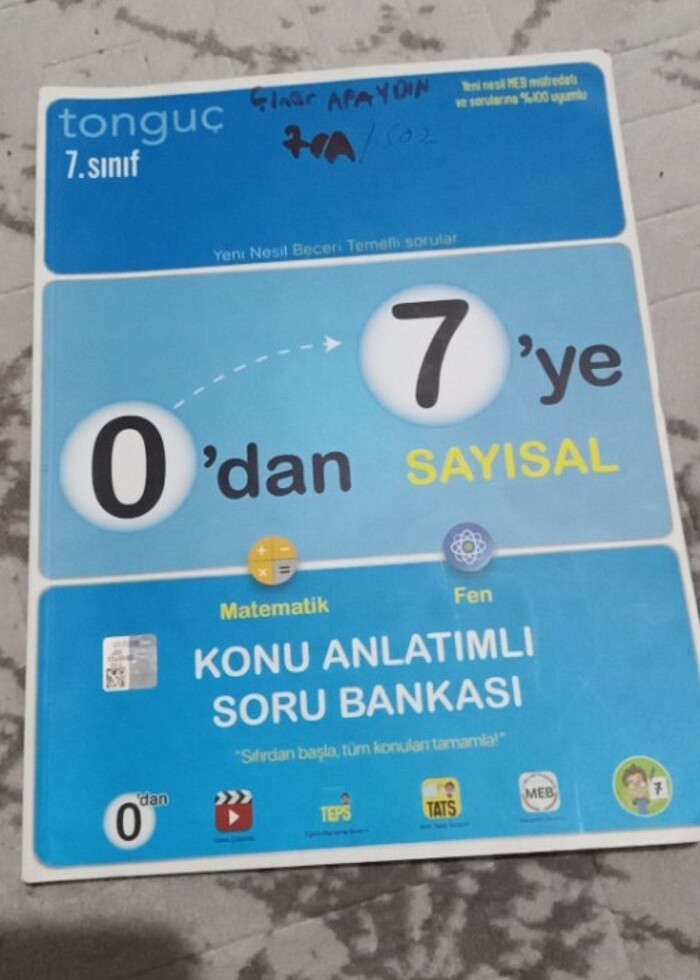 tonguç
7.sınıf
Çınar APAYDIN
7-A/502
Yeni nesil MEB müfredatı
ve sorularına %100 uyumlu
Yeni Nesil Beceri Temelli sorular
0'dan 7'ye
SAYISAL
Matematik
Fen
KONU ANLATIMLI
SORU BANKASI
"Sıfırdan başla, tüm konuları tamamla!"
0'dan
TEPS
TATS
MEB
7